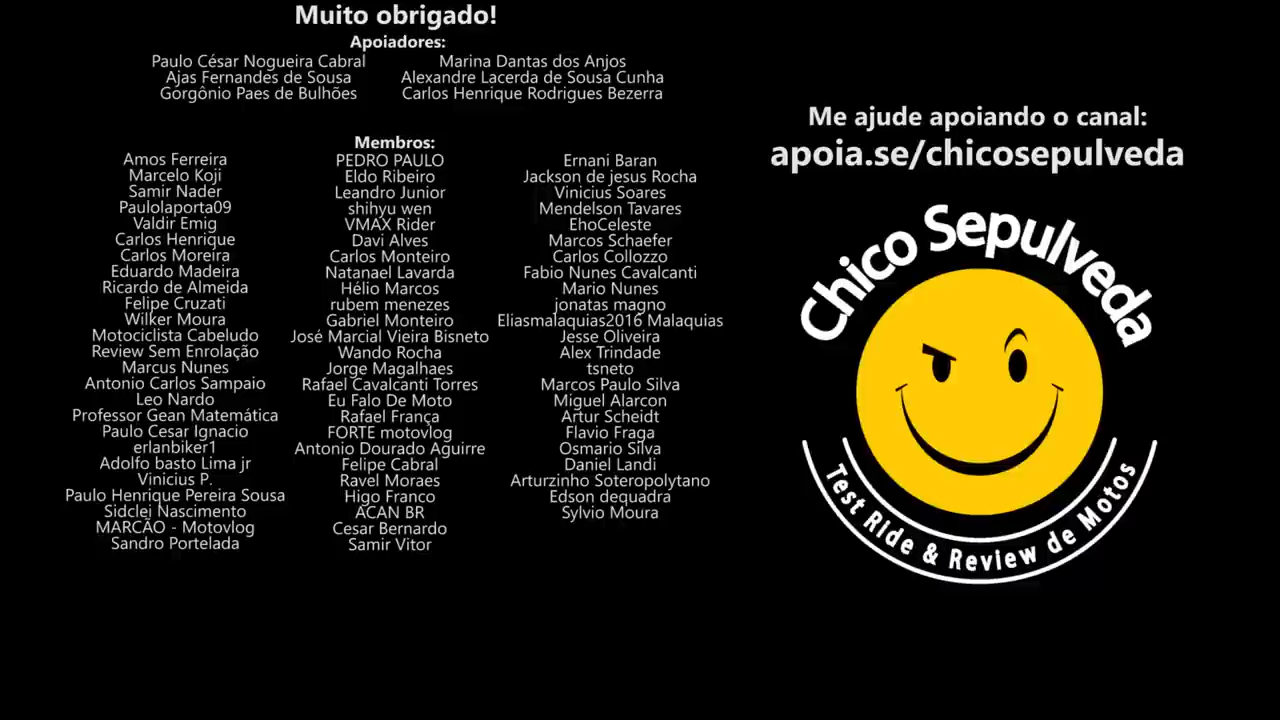 Muito obrigado!
Apoiadores:
Paulo César Nogueira Cabral
Ajas Fernandes de Sousa
Gorgônio Paes de Bulhões
Marina Dantas dos Anjos
Alexandre Lacerda de Sousa Cunha
Carlos Henrique Rodrigues Bezerra
Membros:
Amos Ferreira
Marcelo Koji
Samir Nader
Paulolaporta09
Valdir Emig
Carlos Henrique
Carlos Moreira
Eduardo Madeira
Ricardo de Almeida
Felipe Cruzati
Wilker Moura
Motociclista Cabeludo
Review Sem Enrolação
Marcus Nunes
Antonio Carlos Sampaio
Leo Nardo
Professor Gean Matemática
Paulo Cesar Ignacio
erlanbiker1
Adolfo basto Lima jr
Vinicius P.
Paulo Henrique Pereira Sousa
Sidclei Nascimento
MARCÃO - Motovlog
Sandro Portelada
PEDRO PAULO
Eldo Ribeiro
Leandro Junior
shihyu wen
VMAX Rider
Davi Alves
Carlos Monteiro
Natanael Lavarda
Hélio Marcos
rubem menezes
Gabriel Monteiro
José Marcial Vieira Bisneto
Wando Rocha
Jorge Magalhaes
Rafael Cavalcanti Torres
Eu Falo De Moto
Rafael França
FORTE motovlog
Antonio Dourado Aguirre
Felipe Cabral
Ravel Moraes
Higo Franco
ACAN BR
Cesar Bernardo
Samir Vitor
Ernani Baran
Jackson de jesus Rocha
Vinicius Soares
Mendelson Tavares
EhoCeleste
Marcos Schaefer
Carlos Collozzo
Fabio Nunes Cavalcanti
Mario Nunes
jonatas magno
Eliasmalaquias2016 Malaquias
Jesse Oliveira
Alex Trindade
tsneto
Marcos Paulo Silva
Miguel Alarcon
Artur Scheidt
Flavio Fraga
Osmario Silva
Daniel Landi
Arturzinho Soteropolytano
Edson dequadra
Sylvio Moura
Me ajude apoiando o canal:
apoia.se/chicosepulveda
Chico Sepulveda
Test Ride & Review de Motos